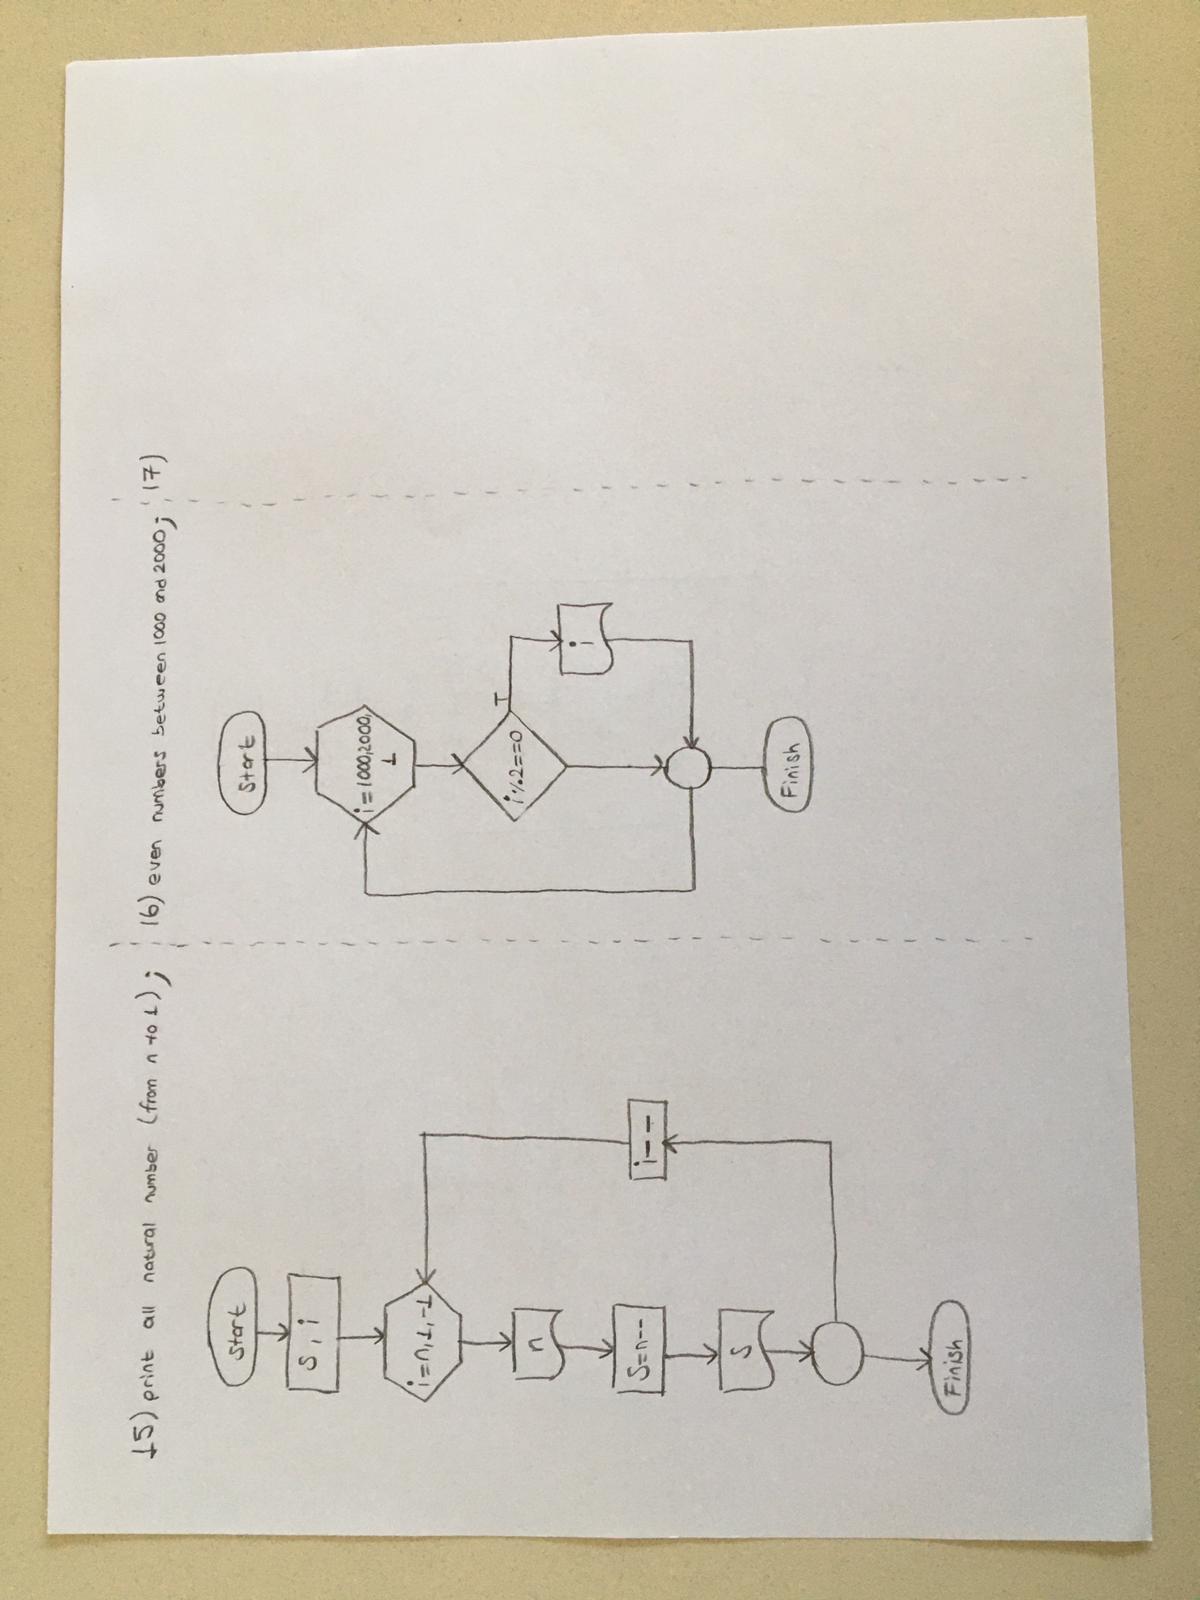 15) print all natural number (from n to 1);
Start
S, i
i=n,1,-1
n
S=n--
i--
S
Finish
16) even numbers between 1000 and 2000;
Start
i=1000,2000,
1
i%2==0
T
i
Finish
17)